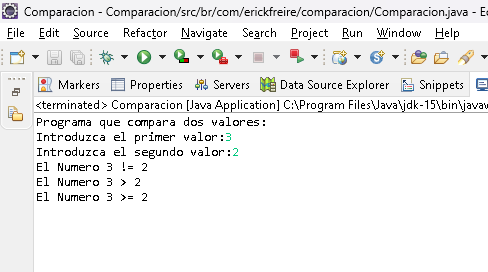 Comparacion - Comparacion/src/br/com/erickfreire/comparacion/Comparacion.java - Ec
File Edit Source Refactor Navigate Search Project Run Window Help
Markers Properties Servers Data Source Explorer Snippets
<terminated> Comparacion [Java Application] C:\Program Files\Java\jdk-15\bin\javaw
Programa que compara dos valores:
Introduzca el primer valor:3
Introduzca el segundo valor:2
El Numero 3 != 2
El Numero 3 > 2
El Numero 3 >= 2